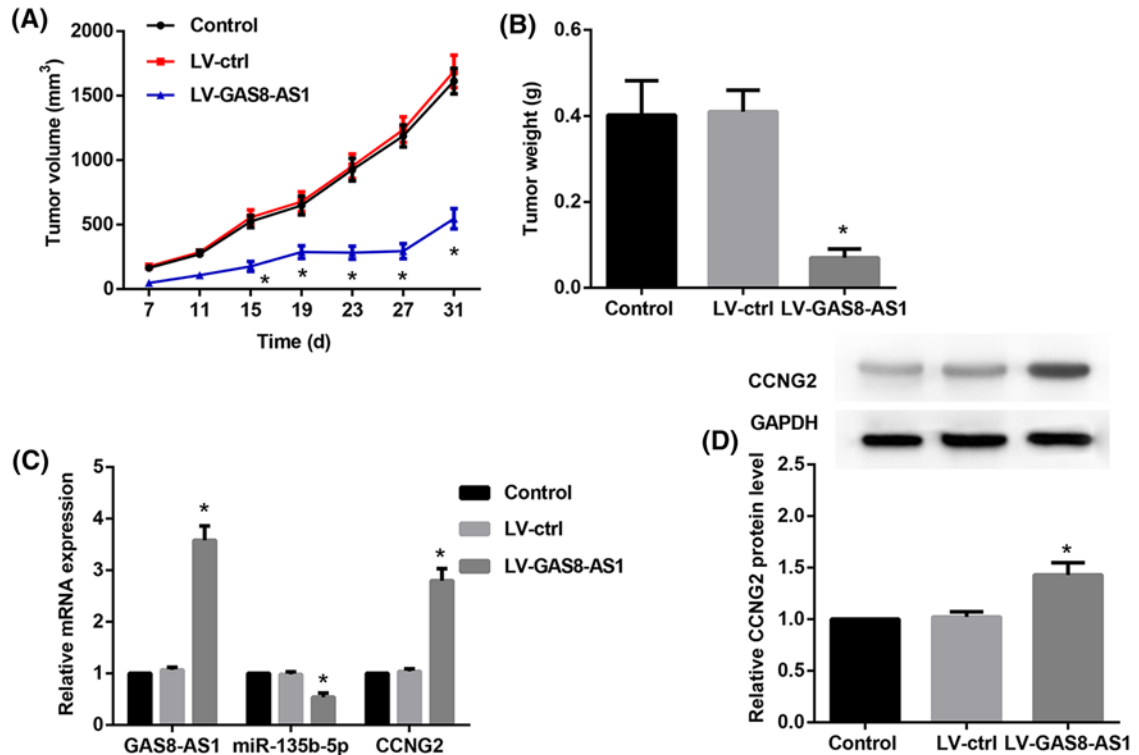 (A)
Control
LV-ctrl
LV-GAS8-AS1
Tumor volume (mm³)
2000
1500
1000
500
0
7 11 15 19 23 27 31
* * * * *
Time (d)
(B)
Tumor weight (g)
0.6
0.4
0.2
0.0
*
Control LV-ctrl LV-GAS8-AS1
(C)
Relative mRNA expression
5
4
3
2
1
0
* * *
GAS8-AS1 miR-135b-5p CCNG2
Control
LV-ctrl
LV-GAS8-AS1
CCNG2
GAPDH
(D)
Relative CCNG2 protein level
2.5
2.0
1.5
1.0
0.5
0.0
*
Control LV-ctrl LV-GAS8-AS1